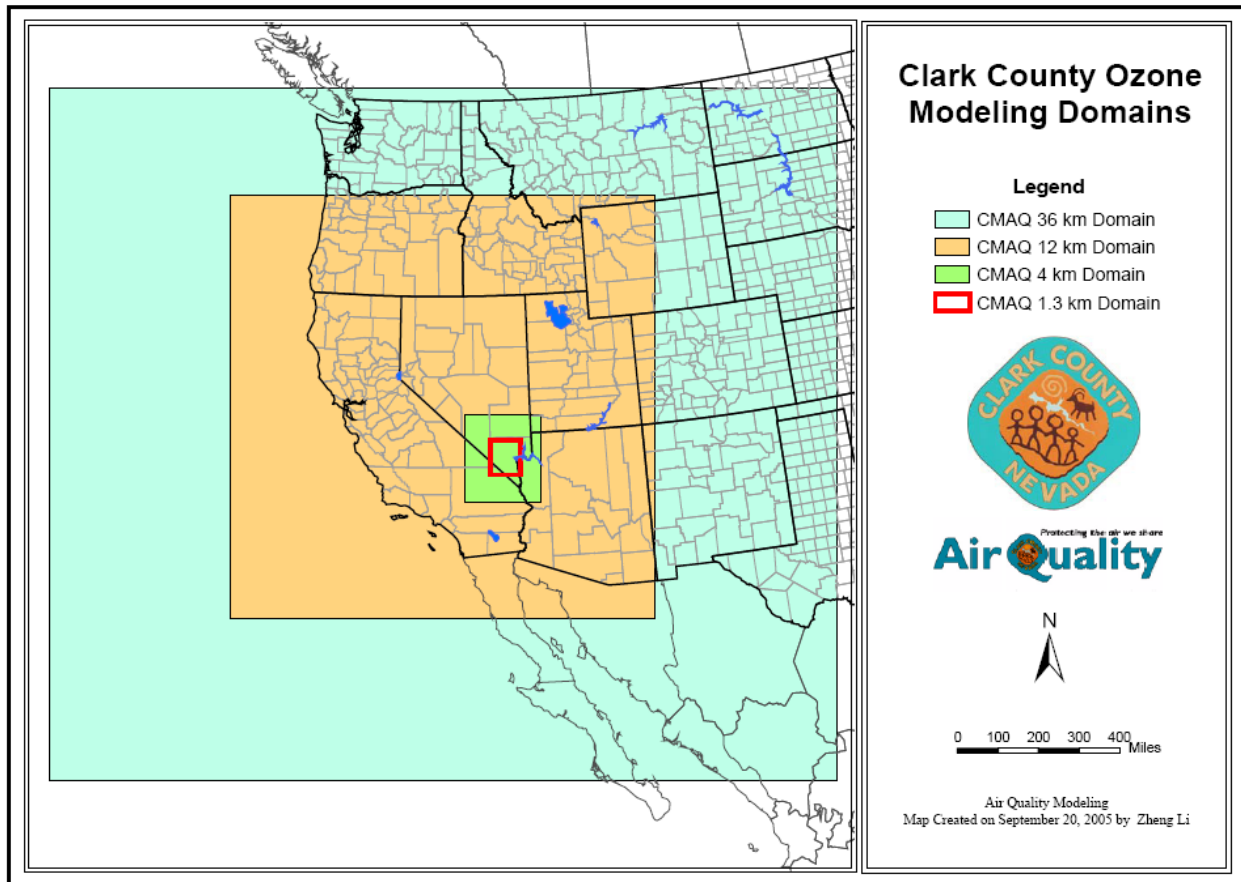 Clark County Ozone
Modeling Domains
Legend
CMAQ 36 km Domain
CMAQ 12 km Domain
CMAQ 4 km Domain
CMAQ 1.3 km Domain
CLARK COUNTY
NEVADA
Protecting the air we share
Air Quality
N
0 100 200 300 400
Miles
Air Quality Modeling
Map Created on September 20, 2005 by Zheng Li